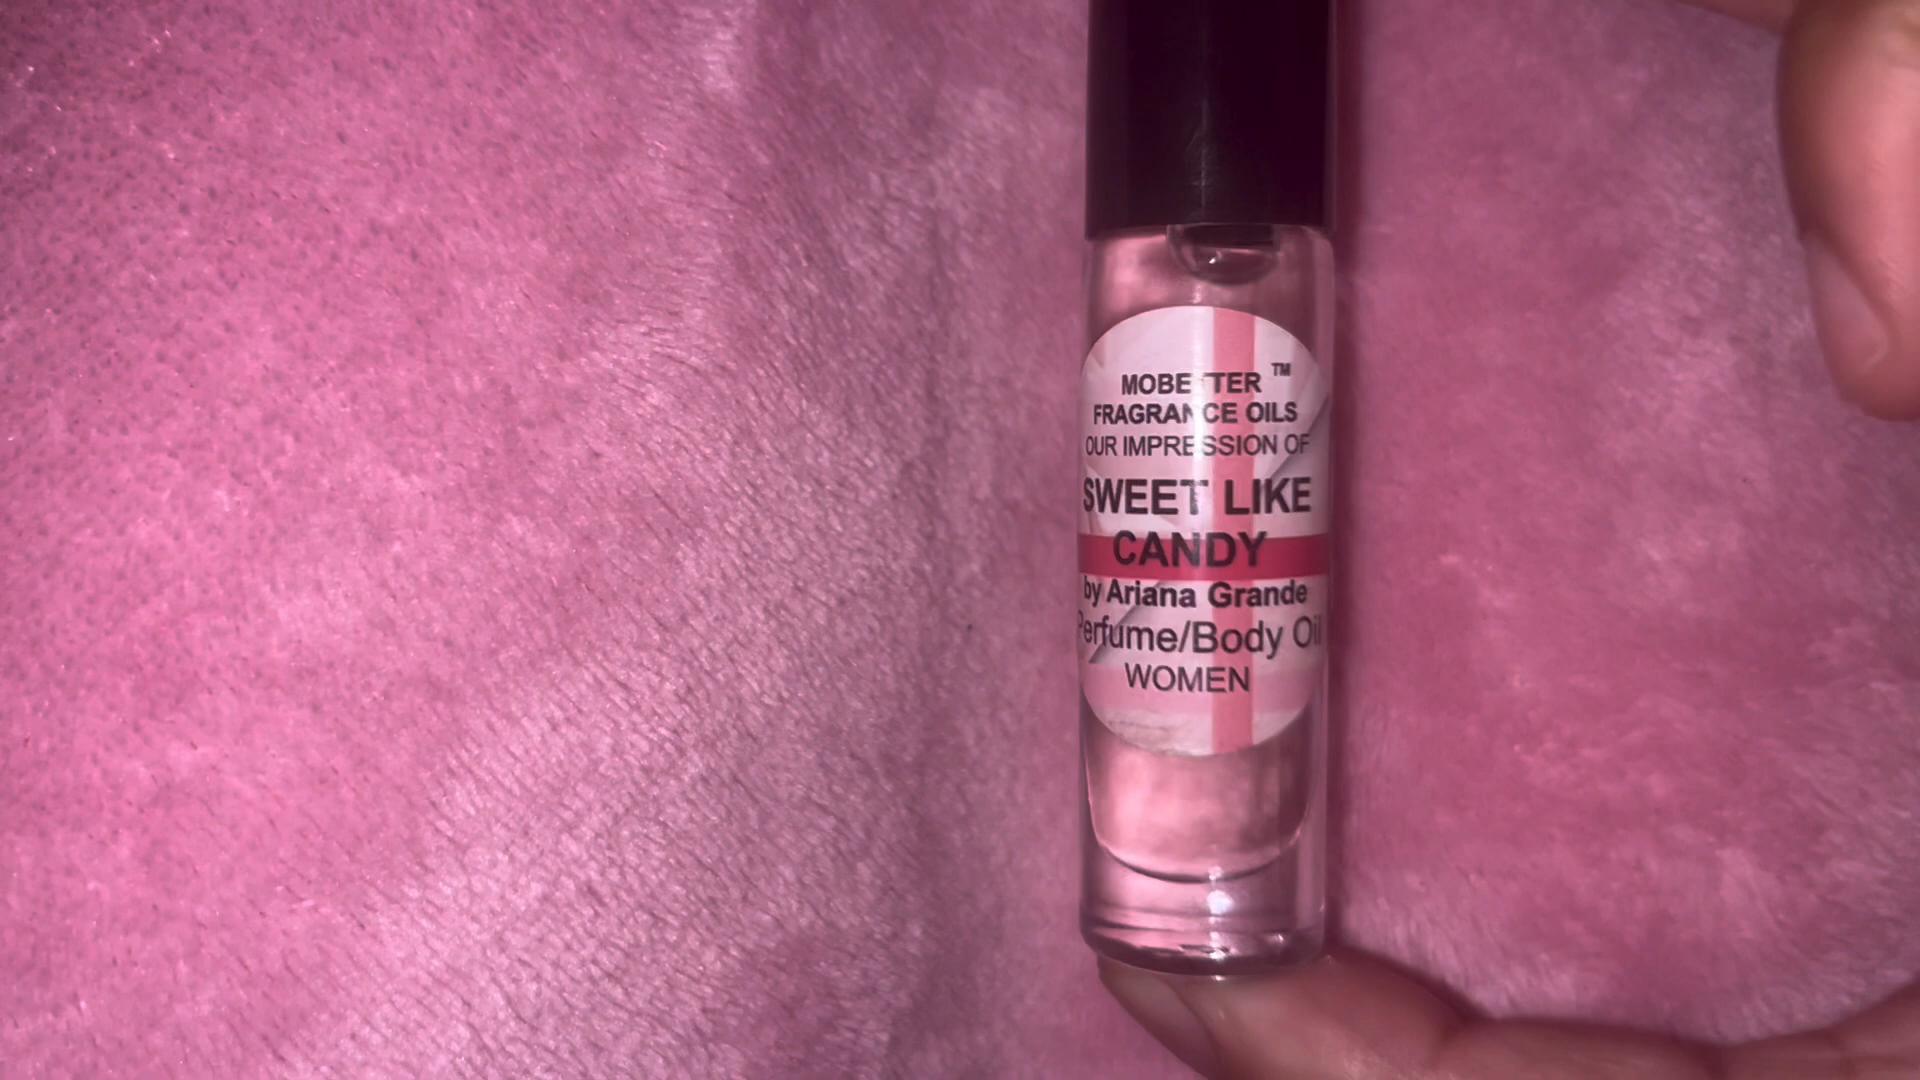 MOBETTER ™
FRAGRANCE OILS
OUR IMPRESSION OF
SWEET LIKE
CANDY
by Ariana Grande
Perfume/Body Oil
WOMEN